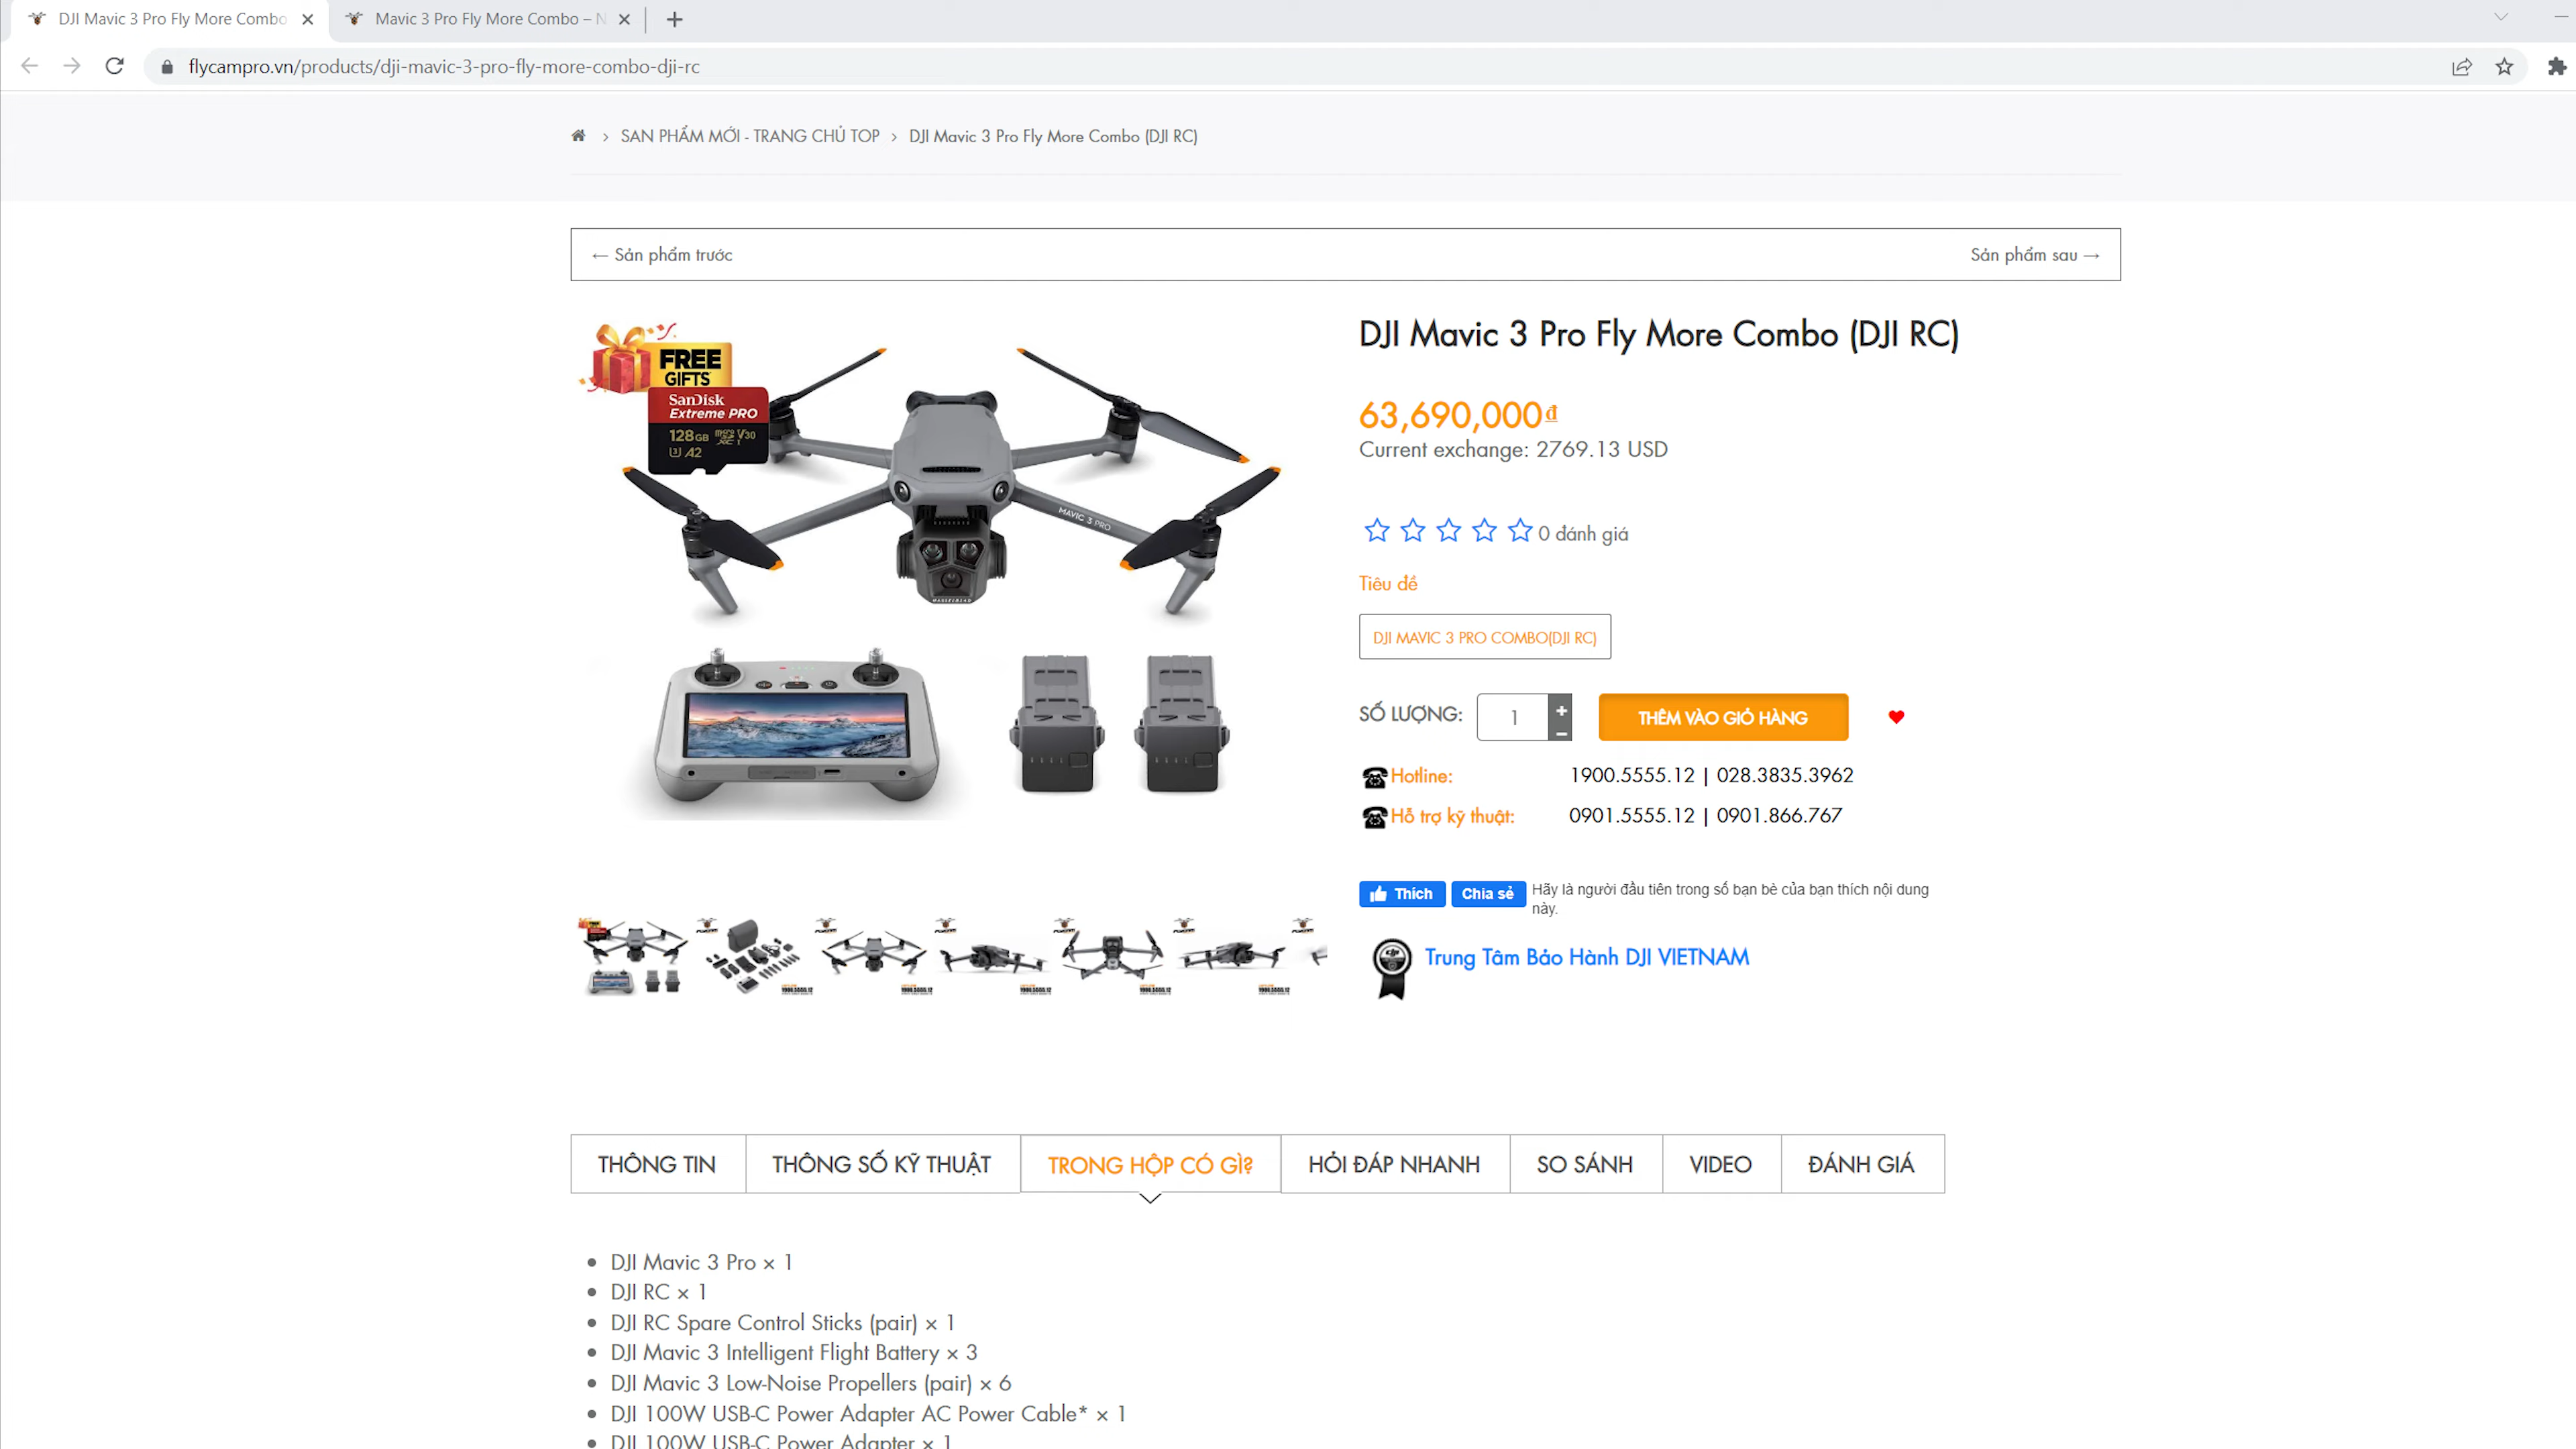 DJI Mavic 3 Pro Fly More Combo
Mavic 3 Pro Fly More Combo – N
flycampro.vn/products/dji-mavic-3-pro-fly-more-combo-dji-rc
SAN PHẨM MỚI - TRANG CHỦ TOP > DJI Mavic 3 Pro Fly More Combo (DJI RC)
← Sản phẩm trước
Sản phẩm sau →
FREE
GIFTS
SanDisk
Extreme PRO
128GB micro XC I V30
U3 A2
MAVIC 3 PRO
HASSELBLAD
DJI Mavic 3 Pro Fly More Combo (DJI RC)
63,690,000₫
Current exchange: 2769.13 USD
0 đánh giá
Tiêu đề
DJI MAVIC 3 PRO COMBO(DJI RC)
SỐ LƯỢNG: 1
THÊM VÀO GIỎ HÀNG
Hotline: 1900.5555.12 | 028.3835.3962
Hỗ trợ kỹ thuật: 0901.5555.12 | 0901.866.767
Thích Chia sẻ Hãy là người đầu tiên trong số bạn bè của bạn thích nội dung
này.
Trung Tâm Bảo Hành DJI VIETNAM
THÔNG TIN
THÔNG SỐ KỸ THUẬT
TRONG HỘP CÓ GÌ?
HỎI ĐÁP NHANH
SO SÁNH
VIDEO
ĐÁNH GIÁ
DJI Mavic 3 Pro × 1
DJI RC × 1
DJI RC Spare Control Sticks (pair) × 1
DJI Mavic 3 Intelligent Flight Battery × 3
DJI Mavic 3 Low-Noise Propellers (pair) × 6
DJI 100W USB-C Power Adapter AC Power Cable* × 1
DJI 100W USB-C Power Adapter × 1